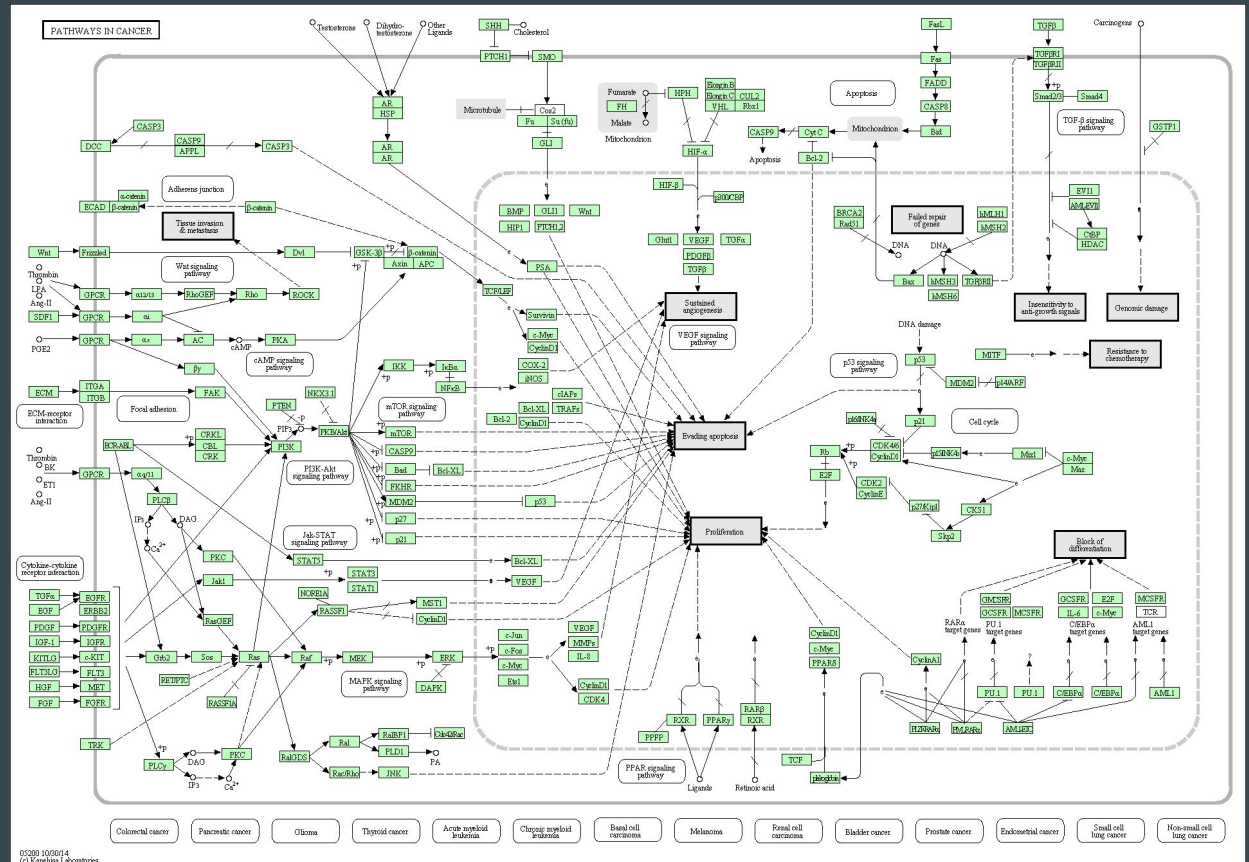 PATHWAYS IN CANCER
Testosterone
Dihydro-
testosterone
Other
Ligands
SHH
Cholesterol
PTCH1
SMO
Microtubule
Cos2
Fu
Su (fu)
GLI
Fumarate
FH
Malate
Mitochondrion
HPH
Elongin B
Elongin C
CUL2
VHL
Rbx1
HIF-α
Apoptosis
FasL
Fas
FADD
CASP8
Bid
Mitochondrion
CytC
CASP9
Apoptosis
Bcl-2
TGFβ
TGFβRI
TGFβRII
+p
Smad2/3
Smad4
TGF-β signaling
pathway
Carcinogens
GSTP1
AR
HSP
AR
AR
CASP3
DCC
CASP9
APPL
CASP3
Adherens junction
α-catenin
ECAD
β-catenin
β-catenin
Tissue invasion
& metastasis
Wnt
Frizzled
Dvl
GSK-3β
+p
β-catenin
Axin
APC
+p
Wnt signaling
pathway
Thrombin
LPA
Ang-II
GPCR
α12/13
RhoGEF
Rho
ROCK
SDF1
GPCR
αi
PGE2
GPCR
αs
AC
cAMP
PKA
cAMP signaling
pathway
βγ
ECM
ITGA
ITGB
FAK
ECM-receptor
interaction
Focal adhesion
PTEN
NKX3.1
PIP3
-p
PKB/Akt
PI3K
BCR-ABL
CRKL
CBL
CRK
PI3K-Akt
signaling pathway
Thrombin
BK
ET1
Ang-II
GPCR
αq/11
PLCβ
IP3
DAG
Ca2+
PKC
Jak1
RasGEF
Jak-STAT
signaling pathway
STAT5
STAT3
STAT1
+p
NORE1A
RASSF1
MST1
CyclinD1
Cytokine-cytokine
receptor interaction
TGFα
EGFR
EGF
ERBB2
PDGF
PDGFR
IGF-1
IGFR
KITLG
c-KIT
FLT3LG
FLT3
HGF
MET
FGF
FGFR
TRK
Grb2
Sos
Ras
Raf
+p
MEK
+p
ERK
DAPK
RET/PTC
RASSF1A
MAPK signaling
pathway
+p
PLCγ
DAG
IP3
Ca2+
PKC
RalGDS
Ral
RalBP1
Cdc42/Rac
PLD1
PA
Rac/Rho
JNK
IKK
+p
IκBα
NFκB
mTOR signaling
pathway
mTOR
CASP9
Bad
Bcl-XL
FKHR
MDM2
p53
p27
p21
+p
+p
+p
+p
+p
BMP
GLI1
Wnt
HIP1
PTCH1,2
PSA
TCF/LEF
Survivin
c-Myc
CyclinD1
COX-2
iNOS
cIAPs
Bcl-XL
TRAFs
Bcl-2
CyclinD1
Bcl-XL
VEGF
c-Jun
c-Fos
c-Myc
Ets1
VEGF
MMPs
IL-8
CyclinD1
CDK4
HIF-β
p300/CBP
Glut1
VEGF
TGFα
PDGFβ
TGFβ
Sustained
angiogenesis
VEGF signaling
pathway
Evading apoptosis
Proliferation
BRCA2
Rad51
Failed repair
of genes
hMLH1
hMSH2
DNA
DNA
Bax
hMSH3
TGFβRII
hMSH6
EVI1
AML-EVI1
CtBP
HDAC
Insensitivity to
anti-growth signals
Genomic damage
DNA damage
p53
p53 signaling
pathway
MITF
Resistance to
chemotherapy
MDM2
p14/ARF
p21
Cell cycle
p16/INK4a
CDK4/6
CyclinD1
p15/INK4b
Miz1
c-Myc
Max
Rb
+p
+p
E2F
CDK2
CyclinE
p27/Kip1
CKS1
Skp2
Block of
differentiation
GMCSFR
GCSFR
MCSFR
GCSFR
E2F
IL-6
c-Myc
MCSFR
TCR
RARα
target genes
PU.1
target genes
C/EBPα
target genes
AML1
target genes
CyclinD1
c-Myc
PPARδ
CyclinA1
PU.1
PU.1
?
C/EBPα
C/EBPα
AML1
PLZF-RARα
PML-RARα
AML1-ETO
RXR
PPARγ
PPFP
RARβ
RXR
PPAR signaling
pathway
Ligands
Retinoic acid
TCF
Colorectal cancer
Pancreatic cancer
Glioma
Thyroid cancer
Acute myeloid
leukemia
Chronic myeloid
leukemia
Basal cell
carcinoma
Melanoma
Renal cell
carcinoma
Bladder cancer
Prostate cancer
Endometrial cancer
Small cell
lung cancer
Non-small cell
lung cancer
05200 10/30/14
(c) Kanehisa Laboratories